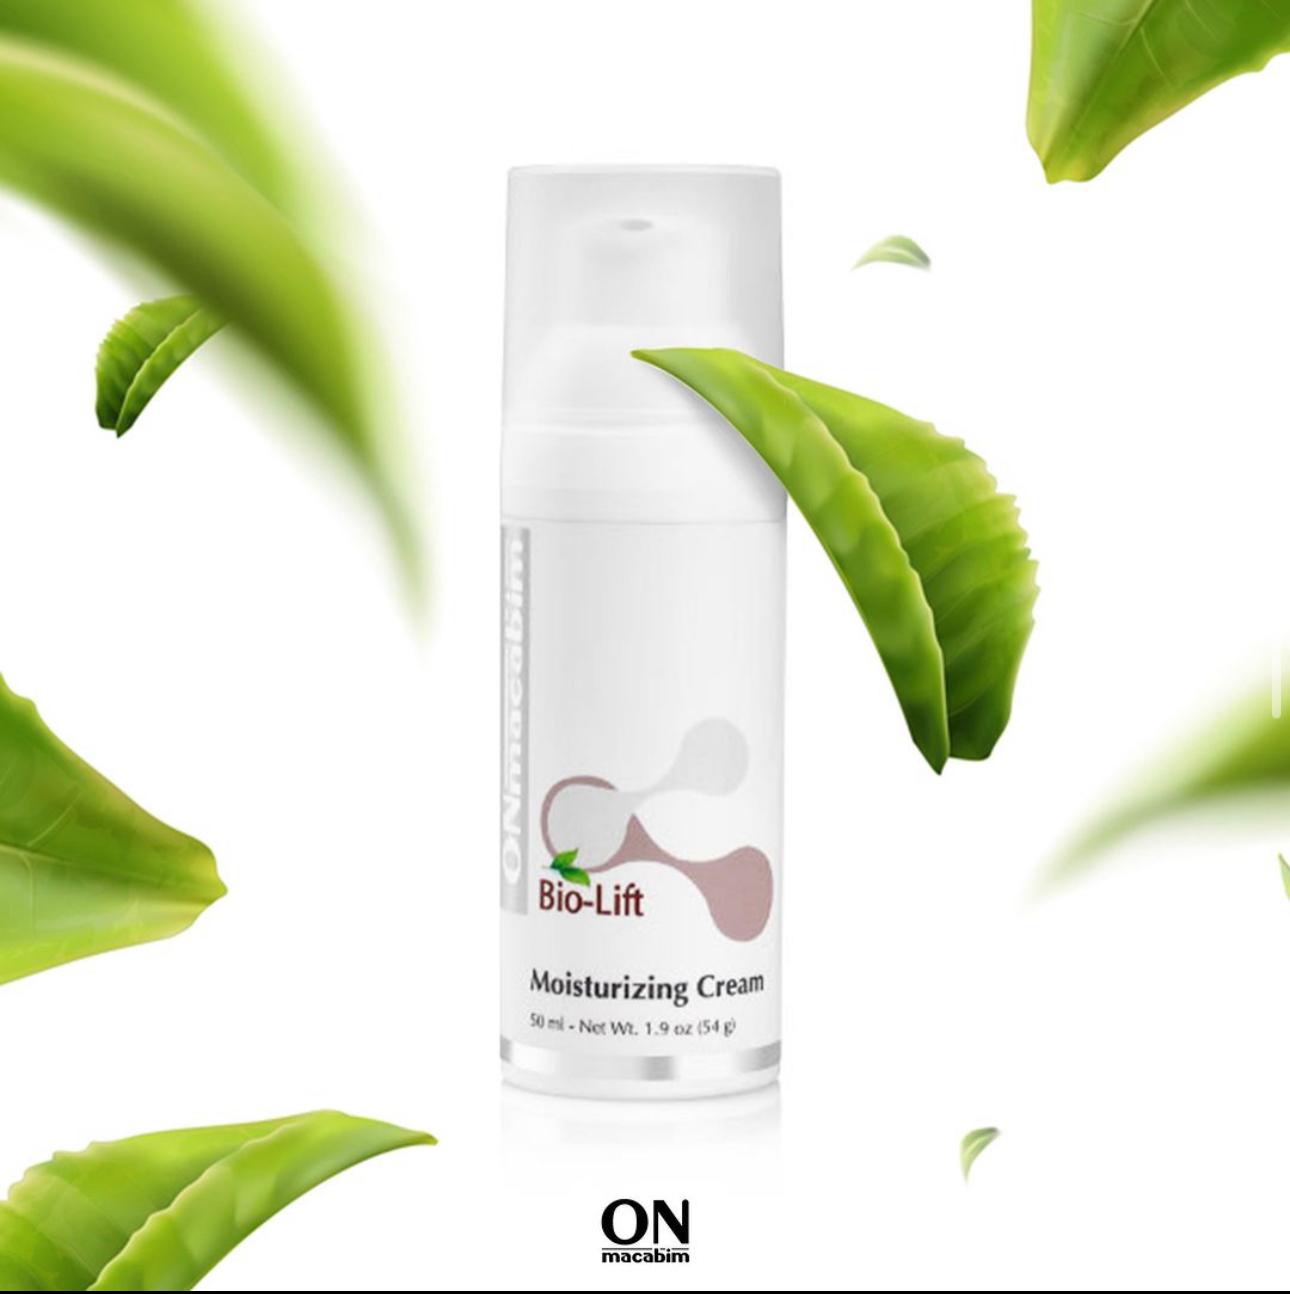 ONmacabim
Bio-Lift
Moisturizing Cream
50 ml - Net Wt. 1.9 oz (54 g)
ON
macabim